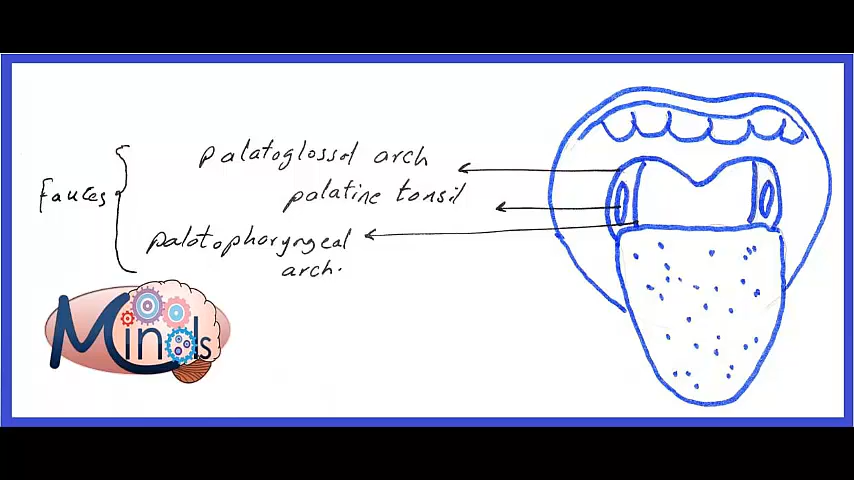 palatoglossal arch
Fauces
palatine tonsil
palatopharyngeal
arch.
Minds